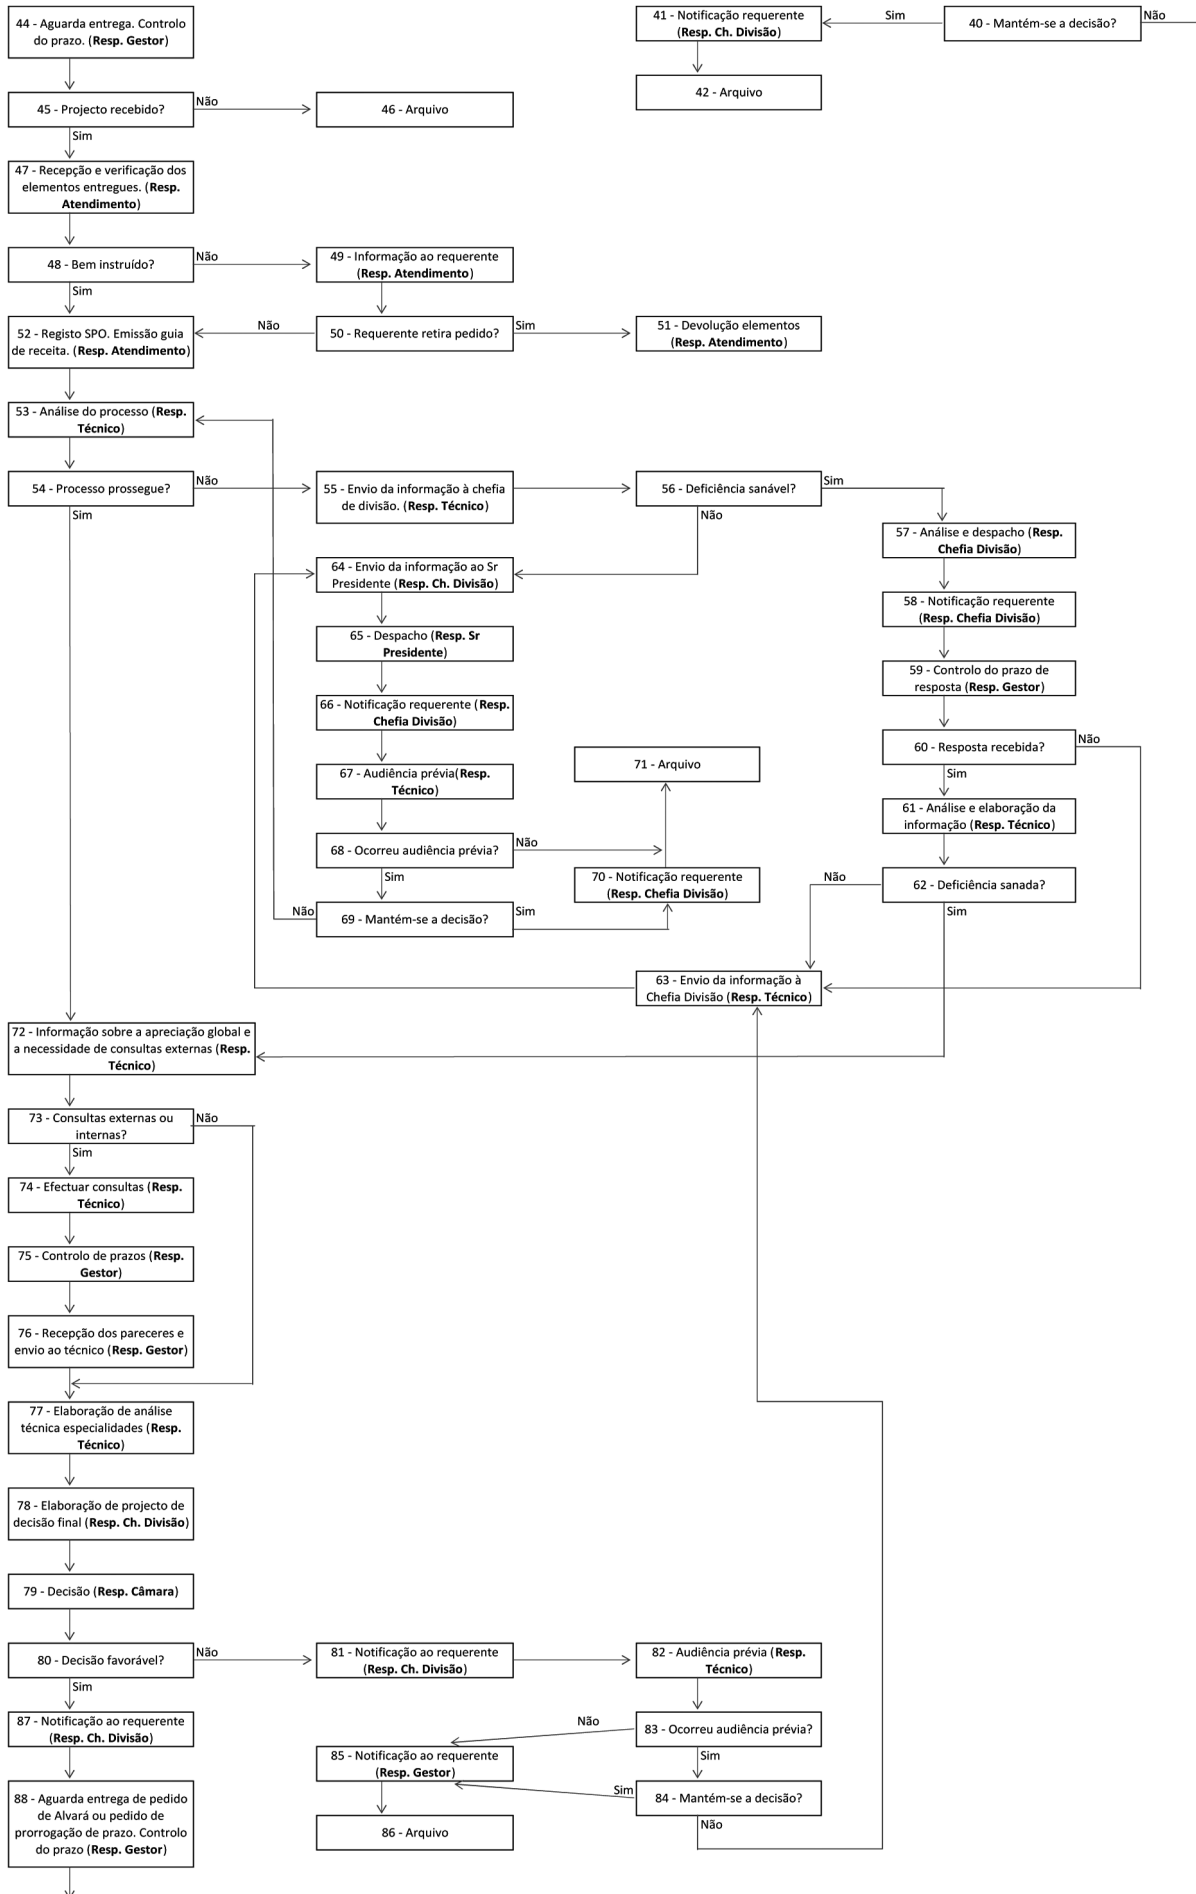 44 - Aguarda entrega. Controlo
do prazo. (Resp. Gestor)
41 - Notificação requerente
(Resp. Ch. Divisão)
Sim
40 - Mantém-se a decisão?
Não
42 - Arquivo
45 - Projecto recebido?
Não
46 - Arquivo
Sim
47 - Recepção e verificação dos
elementos entregues. (Resp.
Atendimento)
48 - Bem instruído?
Não
49 - Informação ao requerente
(Resp. Atendimento)
Sim
52 - Registo SPO. Emissão guia
de receita. (Resp. Atendimento)
Não
50 - Requerente retira pedido?
Sim
51 - Devolução elementos
(Resp. Atendimento)
53 - Análise do processo (Resp.
Técnico)
54 - Processo prossegue?
Não
55 - Envio da informação à chefia
de divisão. (Resp. Técnico)
56 - Deficiência sanável?
Sim
Sim
Não
57 - Análise e despacho (Resp.
Chefia Divisão)
64 - Envio da informação ao Sr
Presidente (Resp. Ch. Divisão)
58 - Notificação requerente
(Resp. Chefia Divisão)
65 - Despacho (Resp. Sr
Presidente)
59 - Controlo do prazo de
resposta (Resp. Gestor)
66 - Notificação requerente (Resp.
Chefia Divisão)
60 - Resposta recebida?
Não
Sim
71 - Arquivo
67 - Audiência prévia(Resp.
Técnico)
61 - Análise e elaboração da
informação (Resp. Técnico)
68 - Ocorreu audiência prévia?
Não
Sim
70 - Notificação requerente
(Resp. Chefia Divisão)
Não
62 - Deficiência sanada?
Sim
Não
69 - Mantém-se a decisão?
Sim
63 - Envio da informação à
Chefia Divisão (Resp. Técnico)
72 - Informação sobre a apreciação global e
a necessidade de consultas externas (Resp.
Técnico)
73 - Consultas externas ou
internas?
Não
Sim
74 - Efectuar consultas (Resp.
Técnico)
75 - Controlo de prazos (Resp.
Gestor)
76 - Recepção dos pareceres e
envio ao técnico (Resp. Gestor)
77 - Elaboração de análise
técnica especialidades (Resp.
Técnico)
78 - Elaboração de projecto de
decisão final (Resp. Ch. Divisão)
79 - Decisão (Resp. Câmara)
80 - Decisão favorável?
Não
81 - Notificação ao requerente
(Resp. Ch. Divisão)
82 - Audiência prévia (Resp.
Técnico)
Sim
87 - Notificação ao requerente
(Resp. Ch. Divisão)
Não
83 - Ocorreu audiência prévia?
Sim
85 - Notificação ao requerente
(Resp. Gestor)
Sim
84 - Mantém-se a decisão?
Não
88 - Aguarda entrega de pedido
de Alvará ou pedido de
prorrogação de prazo. Controlo
do prazo (Resp. Gestor)
86 - Arquivo